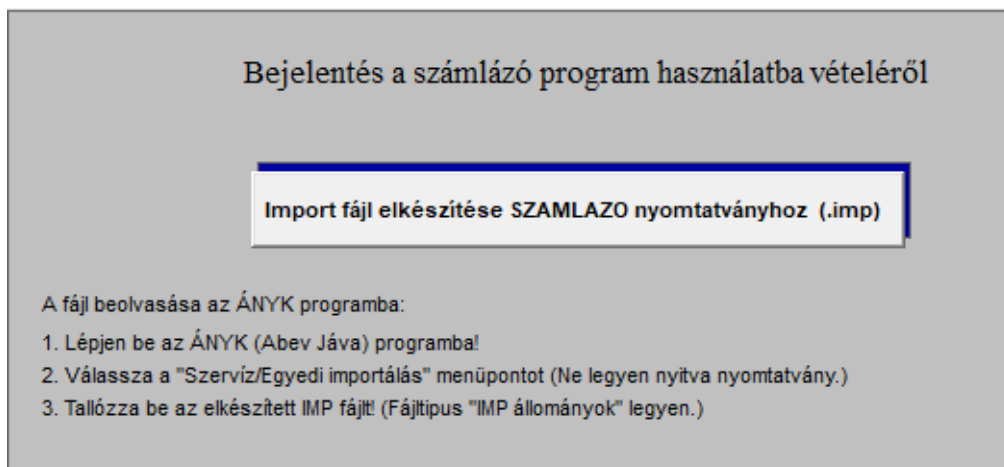 Bejelentés a számlázó program használatba vételéről
Import fájl elkészítése SZAMLAZO nyomtatványhoz (.imp)
A fájl beolvasása az ÁNYK programba:
1. Lépjen be az ÁNYK (Abev Jáva) programba!
2. Válassza a "Szervíz/Egyedi importálás" menüpontot (Ne legyen nyitva nyomtatvány.)
3. Tallózza be az elkészített IMP fájlt! (Fájltipus "IMP állományok" legyen.)